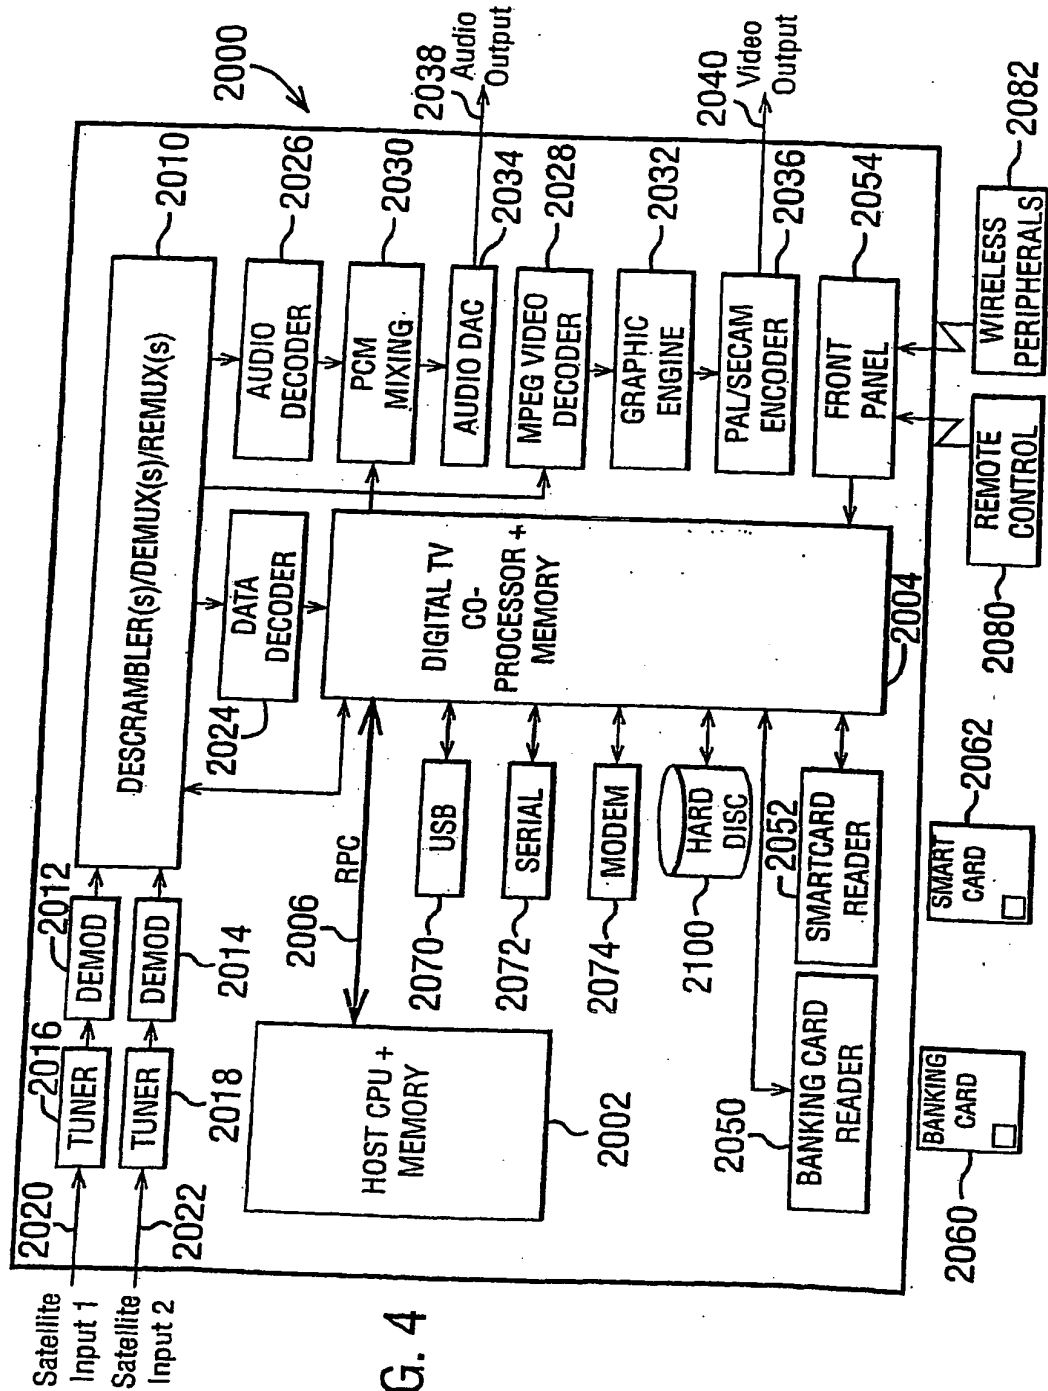 2000
Satellite
Input 1
2020
TUNER
2016
DEMOD
2012
DESCRAMBLER(s)/DEMUX(s)/REMUX(s)
2010
Satellite
Input 2
2022
TUNER
2018
DEMOD
2014
DATA
DECODER
2024
AUDIO
DECODER
2026
PCM
MIXING
2030
AUDIO DAC
2034
2038
Audio
Output
MPEG VIDEO
DECODER
2028
GRAPHIC
ENGINE
2032
PAL/SECAM
ENCODER
2036
2040
Video
Output
FRONT
PANEL
2054
HOST CPU +
MEMORY
2002
2006
RPC
DIGITAL TV
CO-
PROCESSOR +
MEMORY
2004
USB
2070
SERIAL
2072
MODEM
2074
HARD
DISC
2100
BANKING CARD
READER
2050
SMARTCARD
READER
2052
BANKING
CARD
2060
SMART
CARD
2062
REMOTE
CONTROL
2080
WIRELESS
PERIPHERALS
2082
G. 4